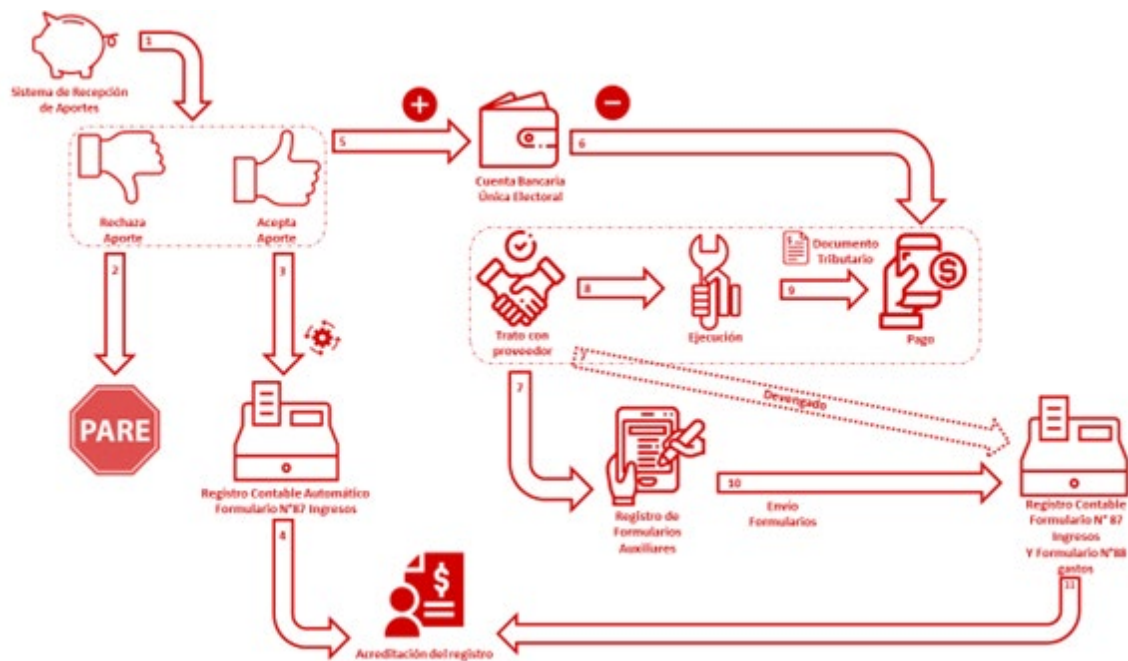 1
Sistema de Recepción
de Aportes
Rechaza
Aporte
Acepta
Aporte
5
Cuenta Bancaria
Única Electoral
6
2
3
PARE
Registro Contable Automático
Formulario N°87 Ingresos
4
Trato con
proveedor
8
Ejecución
Documento
Tributario
9
$
Pago
7
Devengado
7
Registro de
Formularios
Auxiliares
10
Envío
Formularios
Registro Contable
Formulario N° 87
Ingresos
Y Formulario N°88
gastos
11
$
Acreditación del registro